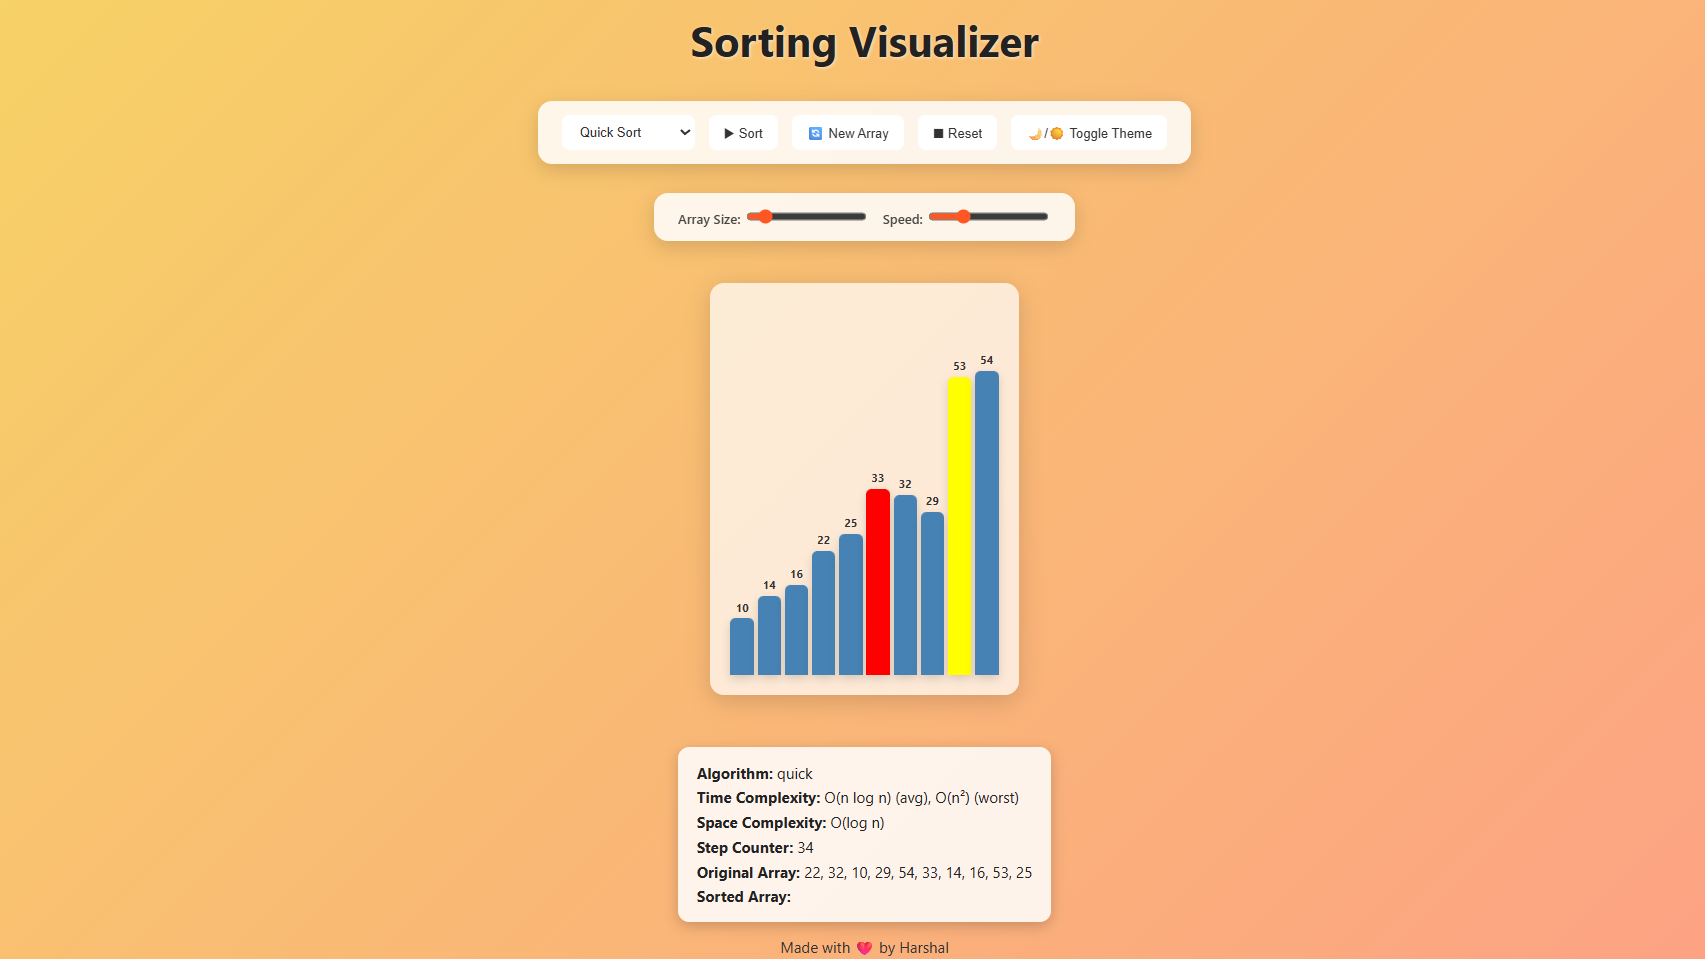 Sorting Visualizer
Quick Sort ▶ Sort 🔄 New Array ⏹ Reset 🌙/🌞 Toggle Theme
Array Size: Speed:
54
53
33
32
29
25
22
16
14
10
Algorithm: quick
Time Complexity: O(n log n) (avg), O(n²) (worst)
Space Complexity: O(log n)
Step Counter: 34
Original Array: 22, 32, 10, 29, 54, 33, 14, 16, 53, 25
Sorted Array:
Made with ❤️ by Harshal